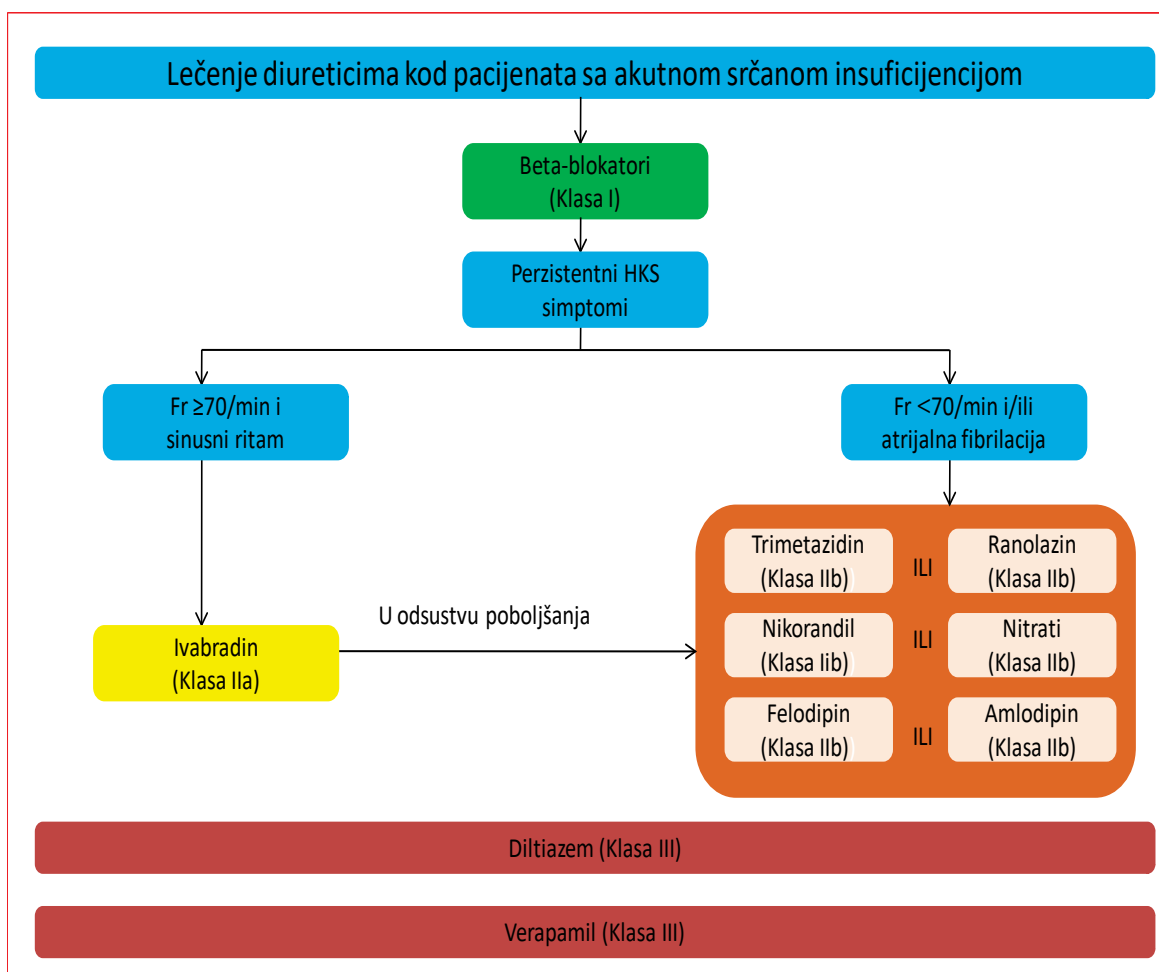 Lečenje diureticima kod pacijenata sa akutnom srčanom insuficijencijom
Beta-blokatori
(Klasa I)
Perzistentni HKS
simptomi
Fr ≥70/min i
sinusni ritam
Fr <70/min i/ili
atrijalna fibrilacija
Trimetazidin
(Klasa IIb)
ILI
Ranolazin
(Klasa IIb)
U odsustvu poboljšanja
Ivabradin
(Klasa IIa)
Nikorandil
(Klasa Iib)
ILI
Nitrati
(Klasa IIb)
Felodipin
(Klasa IIb)
ILI
Amlodipin
(Klasa IIb)
Diltiazem (Klasa III)
Verapamil (Klasa III)